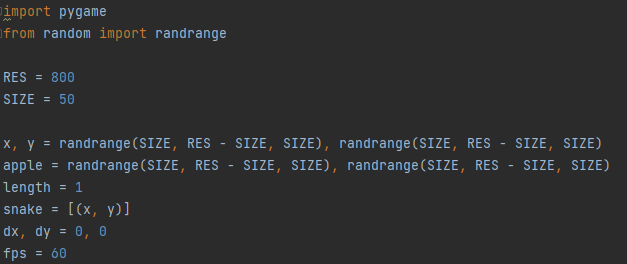 import pygame
from random import randrange
RES = 800
SIZE = 50
x, y = randrange(SIZE, RES - SIZE, SIZE), randrange(SIZE, RES - SIZE, SIZE)
apple = randrange(SIZE, RES - SIZE, SIZE), randrange(SIZE, RES - SIZE, SIZE)
length = 1
snake = [(x, y)]
dx, dy = 0, 0
fps = 60